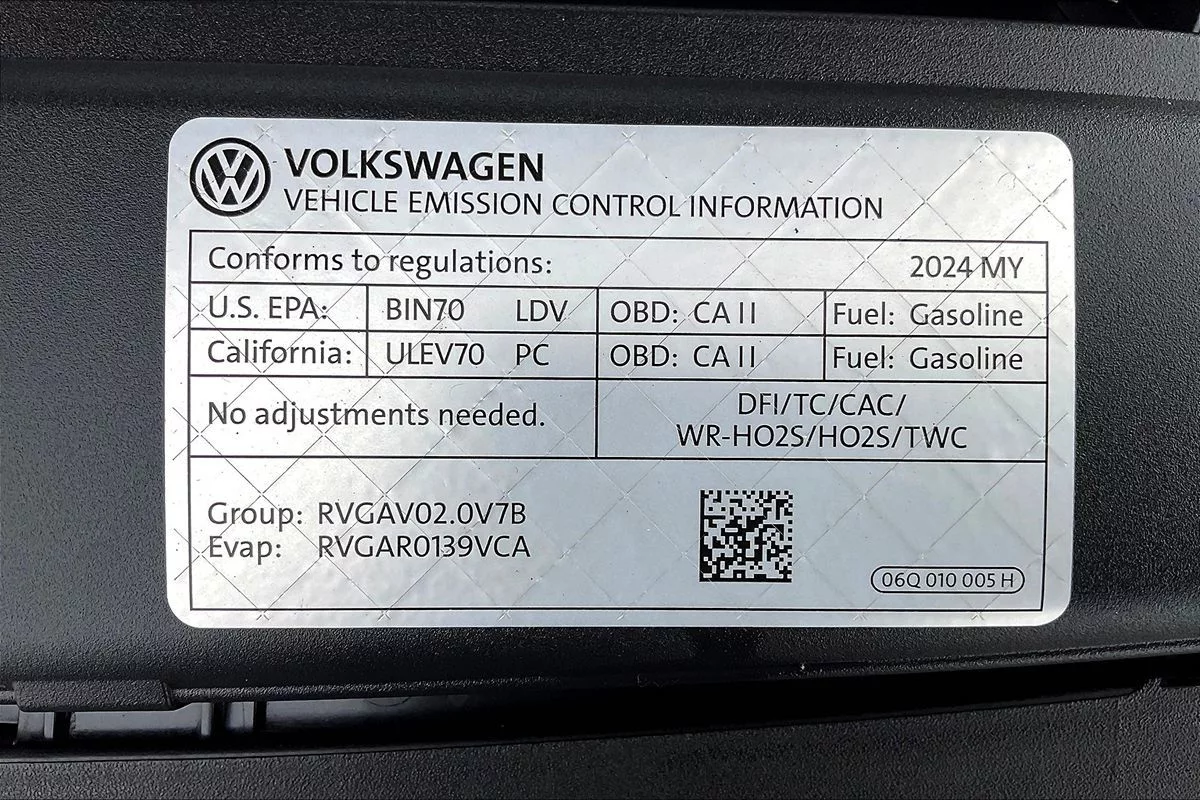 VOLKSWAGEN
VEHICLE EMISSION CONTROL INFORMATION
Conforms to regulations: 2024 MY
U.S. EPA: BIN70 LDV OBD: CA II Fuel: Gasoline
California: ULEV70 PC OBD: CA II Fuel: Gasoline
No adjustments needed.
DFI/TC/CAC/
WR-HO2S/HO2S/TWC
Group: RVGAV02.0V7B
Evap: RVGAR0139VCA
06Q 010 005 H